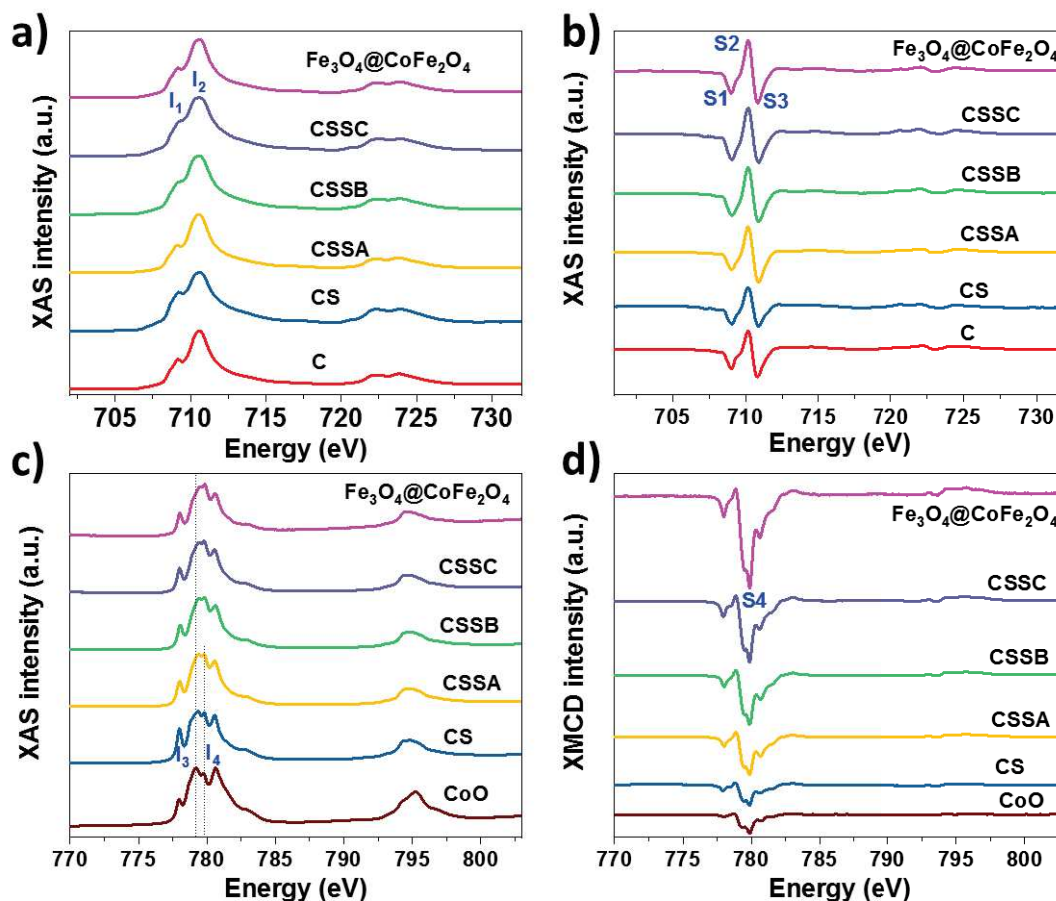 a)
XAS intensity (a.u.)
Fe₃O₄@CoFe₂O₄
I₁
I₂
CSSC
CSSB
CSSA
CS
C
705 710 715 720 725 730
Energy (eV)
b)
XAS intensity (a.u.)
S2
Fe₃O₄@CoFe₂O₄
S1
S3
CSSC
CSSB
CSSA
CS
C
705 710 715 720 725 730
Energy (eV)
c)
XAS intensity (a.u.)
Fe₃O₄@CoFe₂O₄
CSSC
CSSB
CSSA
CS
I₃
I₄
CoO
770 775 780 785 790 795 800
Energy (eV)
d)
XMCD intensity (a.u.)
Fe₃O₄@CoFe₂O₄
CSSC
S4
CSSB
CSSA
CS
CoO
770 775 780 785 790 795 800
Energy (eV)